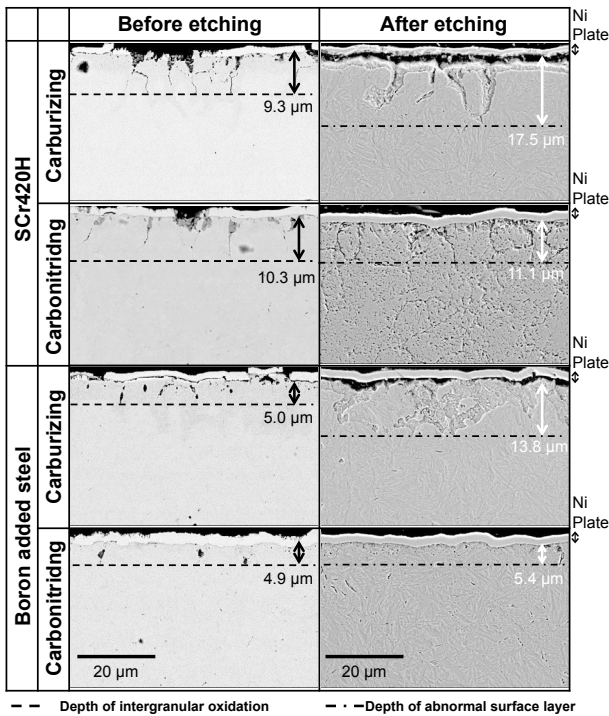 Before etching
After etching
Ni
Plate
SCr420H
Carburizing
9.3 µm
17.5 µm
Ni
Plate
Carbonitridng
10.3 µm
11.1 µm
Ni
Plate
Boron added steel
Carburizing
5.0 µm
13.8 µm
Ni
Plate
Carbonitridng
4.9 µm
5.4 µm
20 µm
20 µm
Depth of intergranular oxidation
Depth of abnormal surface layer